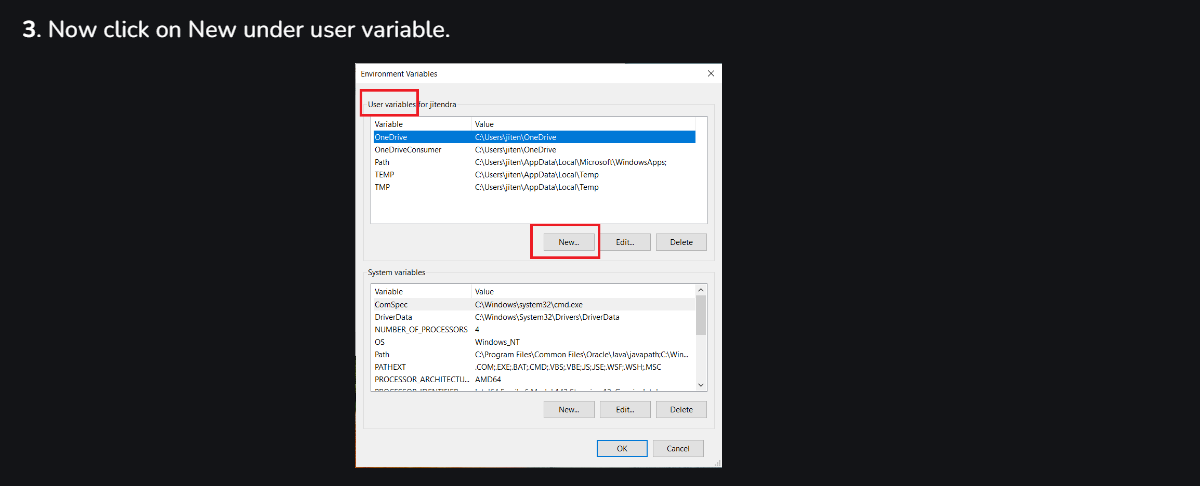 3. Now click on New under user variable.
Environment Variables
User variables for jitendra
Variable Value
OneDrive C:\Users\jiten\OneDrive
OneDriveConsumer C:\Users\jiten\OneDrive
Path C:\Users\jiten\AppData\Local\Microsoft\WindowsApps;
TEMP C:\Users\jiten\AppData\Local\Temp
TMP C:\Users\jiten\AppData\Local\Temp
New... Edit... Delete
System variables
Variable Value
ComSpec C:\Windows\system32\cmd.exe
DriverData C:\Windows\System32\Drivers\DriverData
NUMBER_OF_PROCESSORS 4
OS Windows_NT
Path C:\Program Files\Common Files\Oracle\Java\javapath;C:\Win...
PATHEXT .COM;.EXE;.BAT;.CMD;.VBS;.VBE;.JS;.JSE;.WSF;.WSH;.MSC
PROCESSOR_ARCHITECTU... AMD64
New... Edit... Delete
OK Cancel